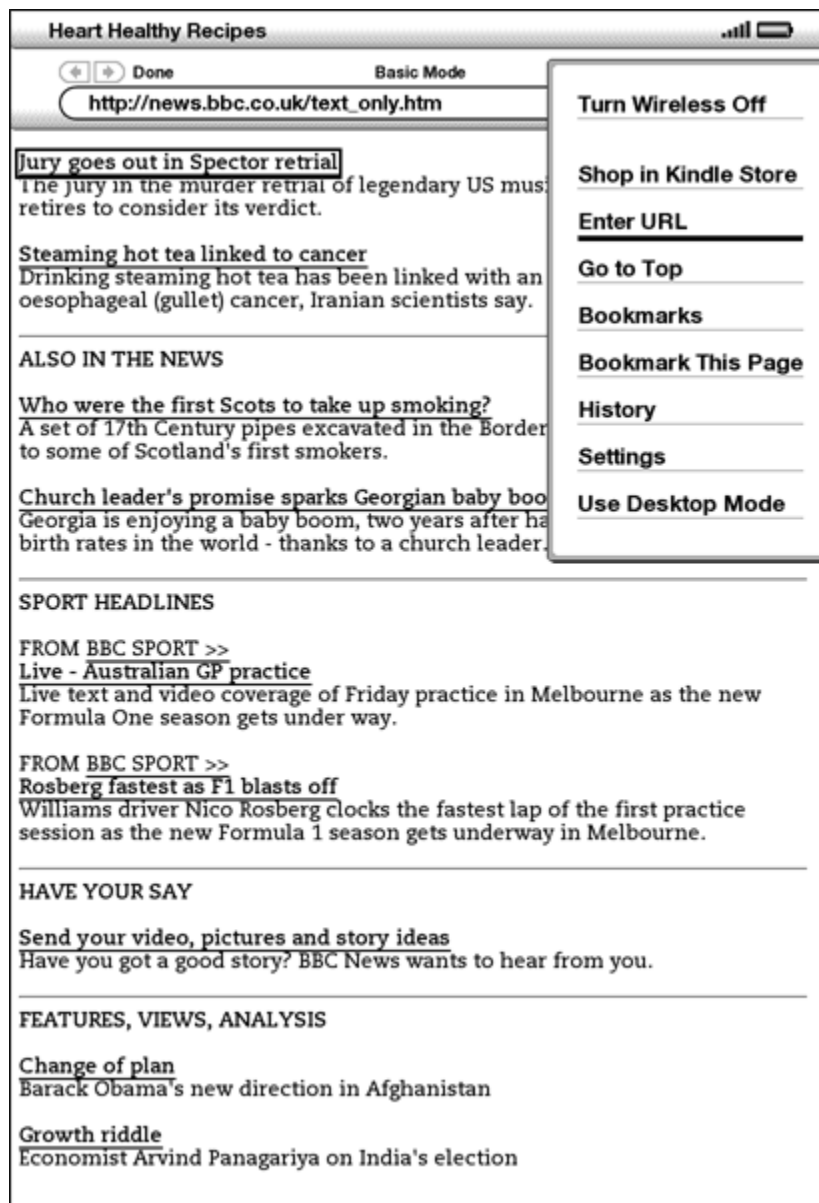 Heart Healthy Recipes
Done
Basic Mode
http://news.bbc.co.uk/text_only.htm
Turn Wireless Off
Shop in Kindle Store
Enter URL
Go to Top
Bookmarks
Bookmark This Page
History
Settings
Use Desktop Mode
Jury goes out in Spector retrial
The jury in the murder retrial of legendary US musi
retires to consider its verdict.
Steaming hot tea linked to cancer
Drinking steaming hot tea has been linked with an
oesophageal (gullet) cancer, Iranian scientists say.
ALSO IN THE NEWS
Who were the first Scots to take up smoking?
A set of 17th Century pipes excavated in the Border
to some of Scotland's first smokers.
Church leader's promise sparks Georgian baby boo
Georgia is enjoying a baby boom, two years after ha
birth rates in the world - thanks to a church leader.
SPORT HEADLINES
FROM BBC SPORT >>
Live - Australian GP practice
Live text and video coverage of Friday practice in Melbourne as the new
Formula One season gets under way.
FROM BBC SPORT >>
Rosberg fastest as F1 blasts off
Williams driver Nico Rosberg clocks the fastest lap of the first practice
session as the new Formula 1 season gets underway in Melbourne.
HAVE YOUR SAY
Send your video, pictures and story ideas
Have you got a good story? BBC News wants to hear from you.
FEATURES, VIEWS, ANALYSIS
Change of plan
Barack Obama's new direction in Afghanistan
Growth riddle
Economist Arvind Panagariya on India's election